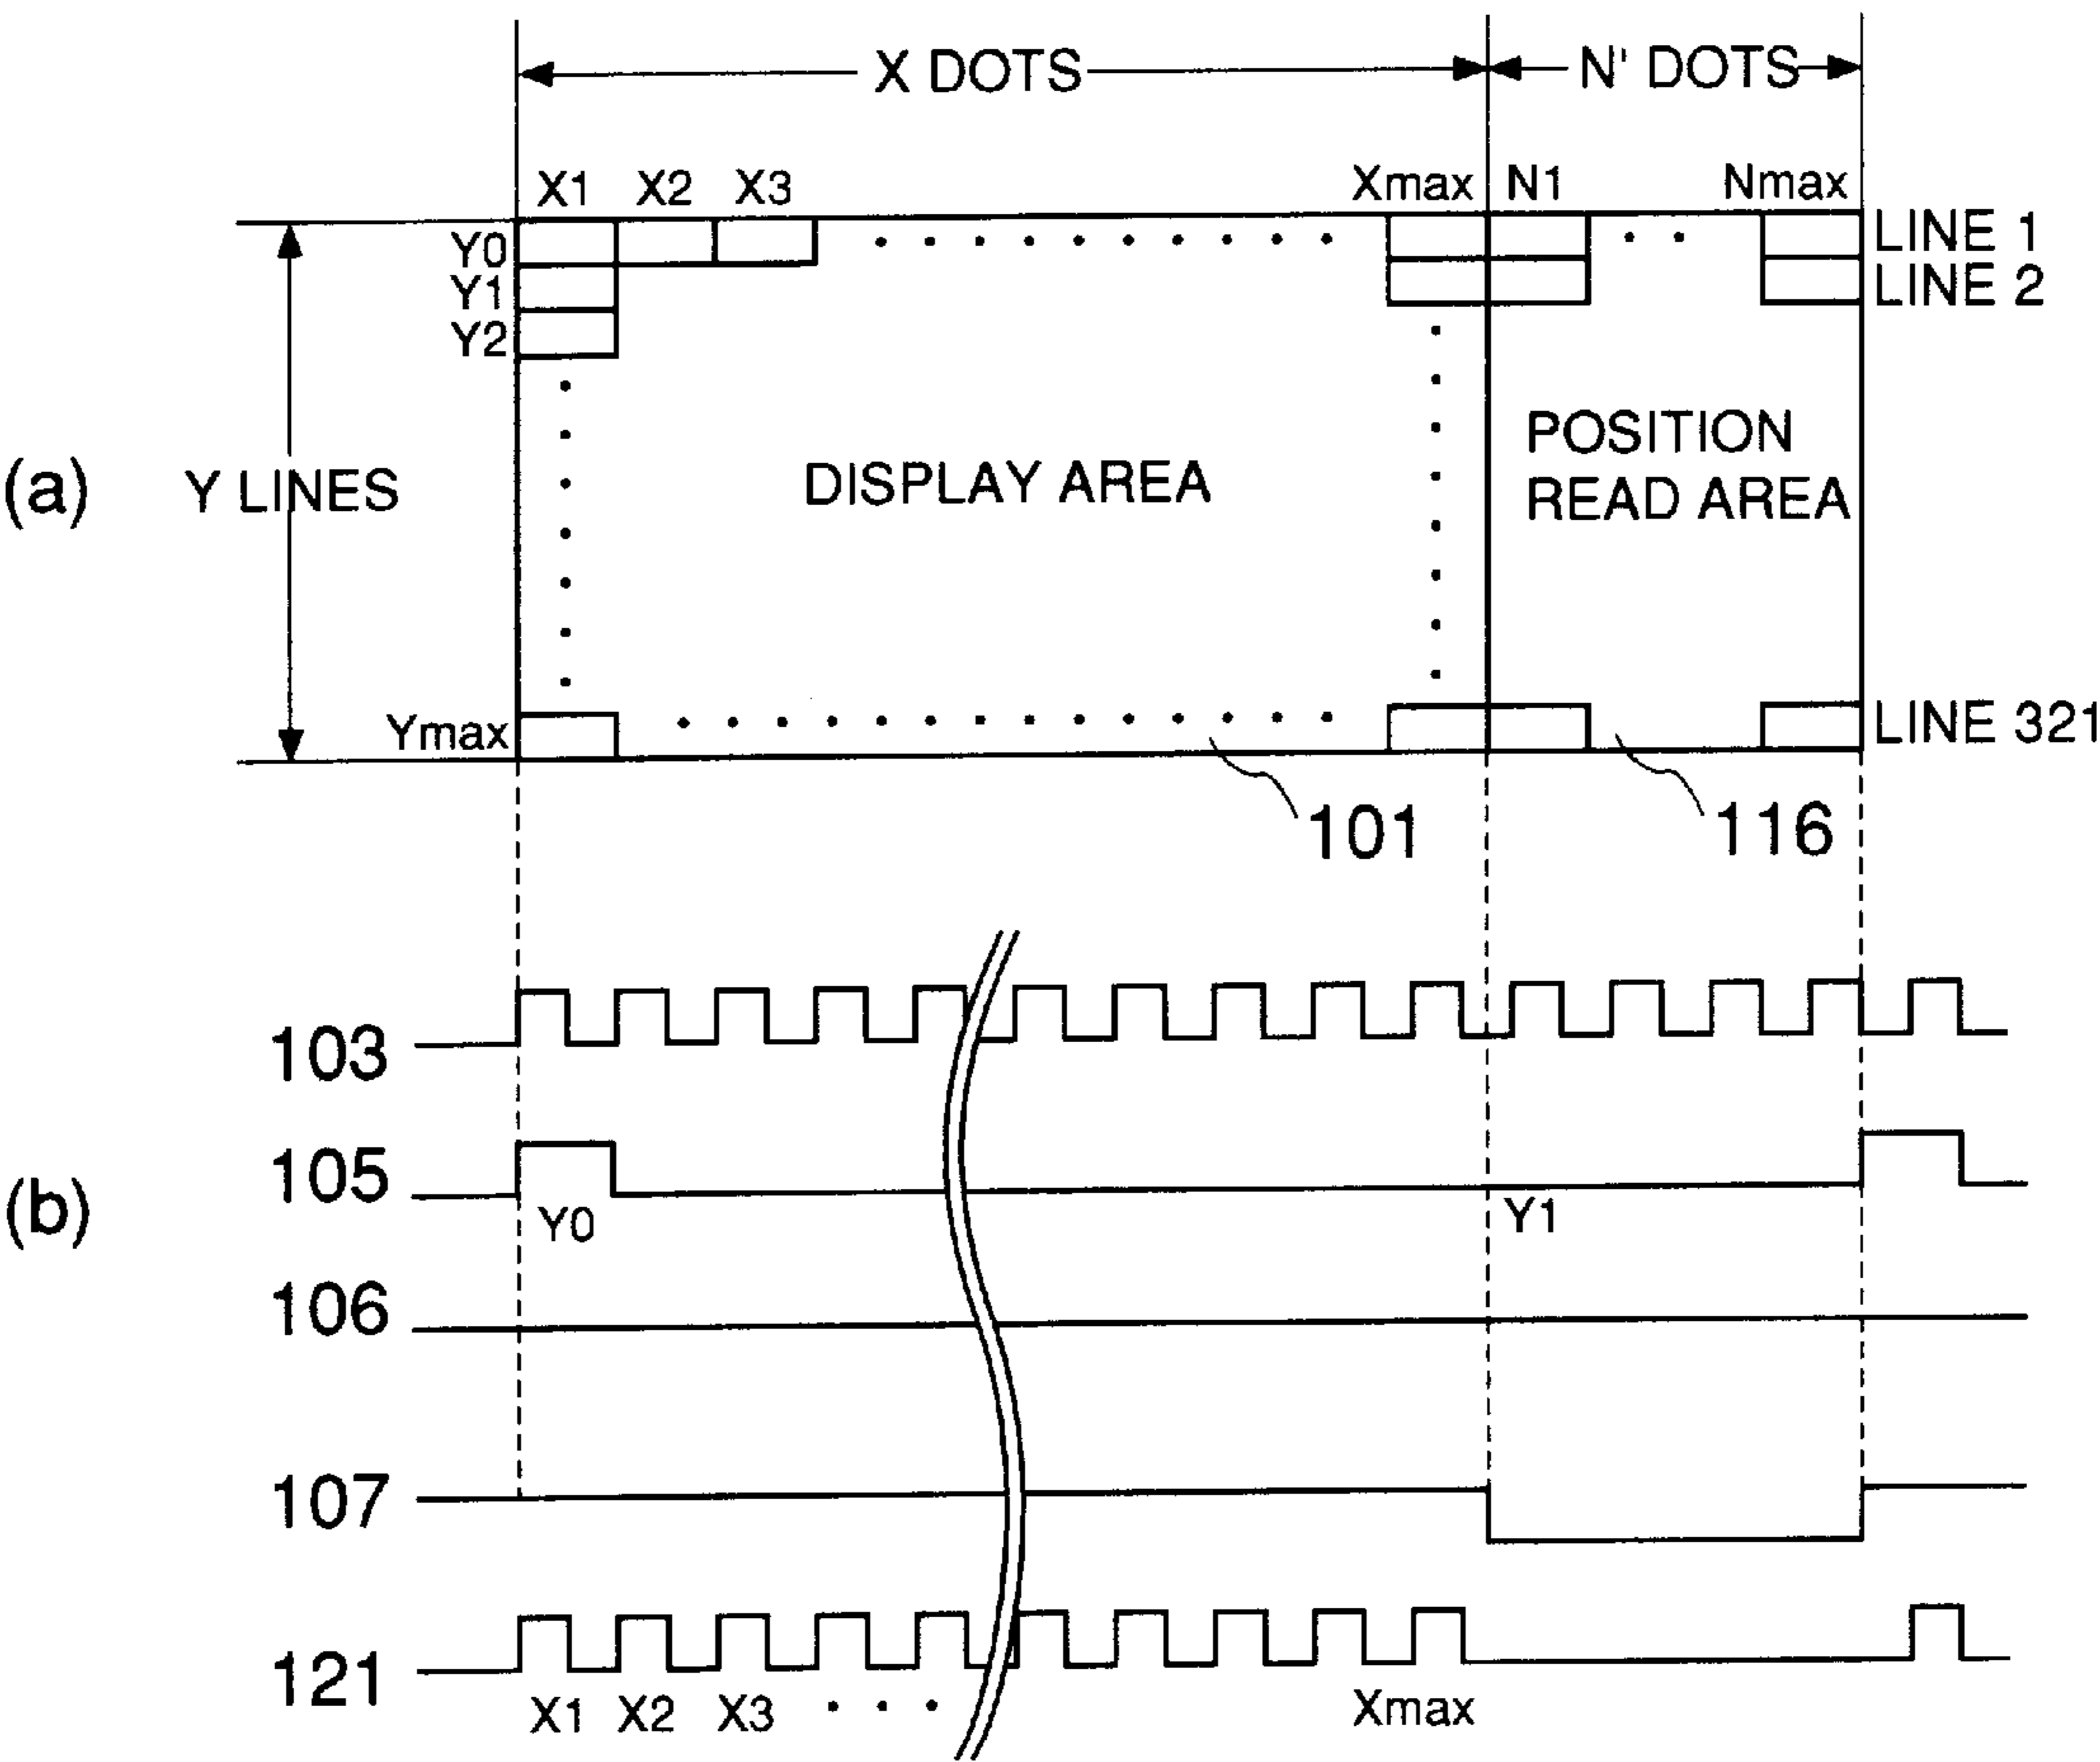 X DOTS N' DOTS
X1 X2 X3 Xmax N1 Nmax
Y0 LINE 1
Y1 LINE 2
Y2
POSITION
(a) Y LINES DISPLAY AREA READ AREA
Ymax LINE 321
101 116
103
105
(b) Y0 Y1
106
107
121
X1 X2 X3 Xmax